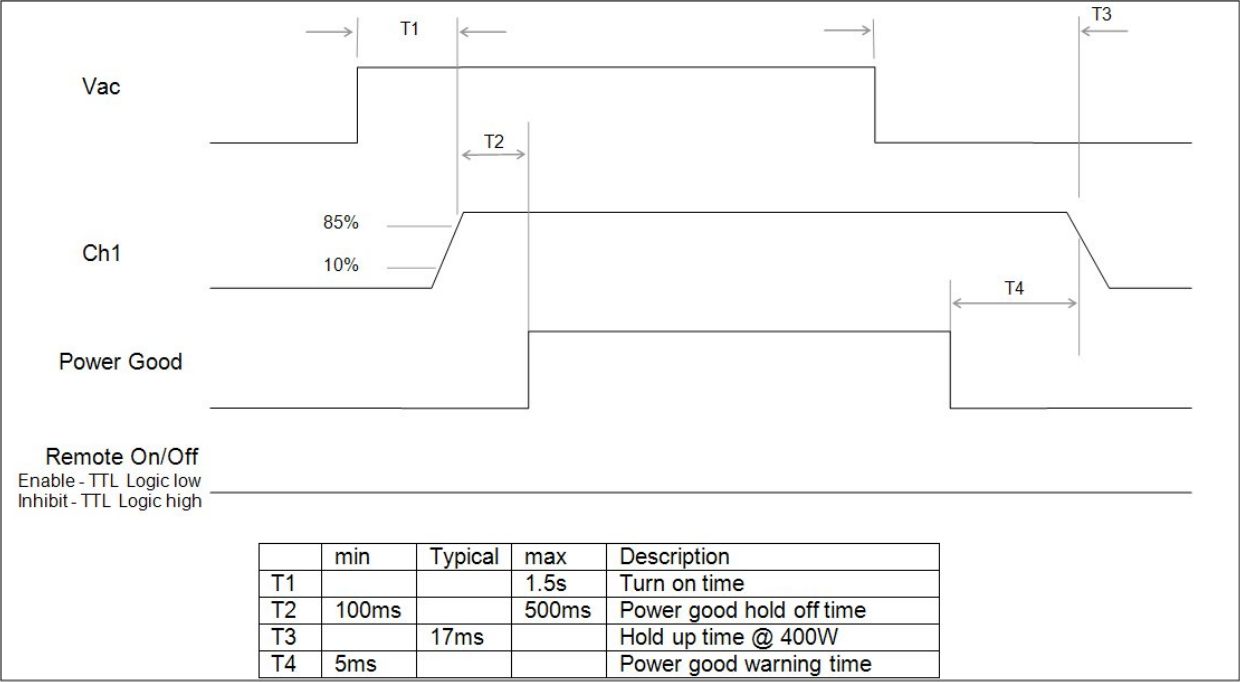 T1
T3
Vac
T2
85%
Ch1
10%
T4
Power Good
Remote On/Off
Enable - TTL Logic low
Inhibit - TTL Logic high
min Typical max Description
T1 1.5s Turn on time
T2 100ms 500ms Power good hold off time
T3 17ms Hold up time @ 400W
T4 5ms Power good warning time